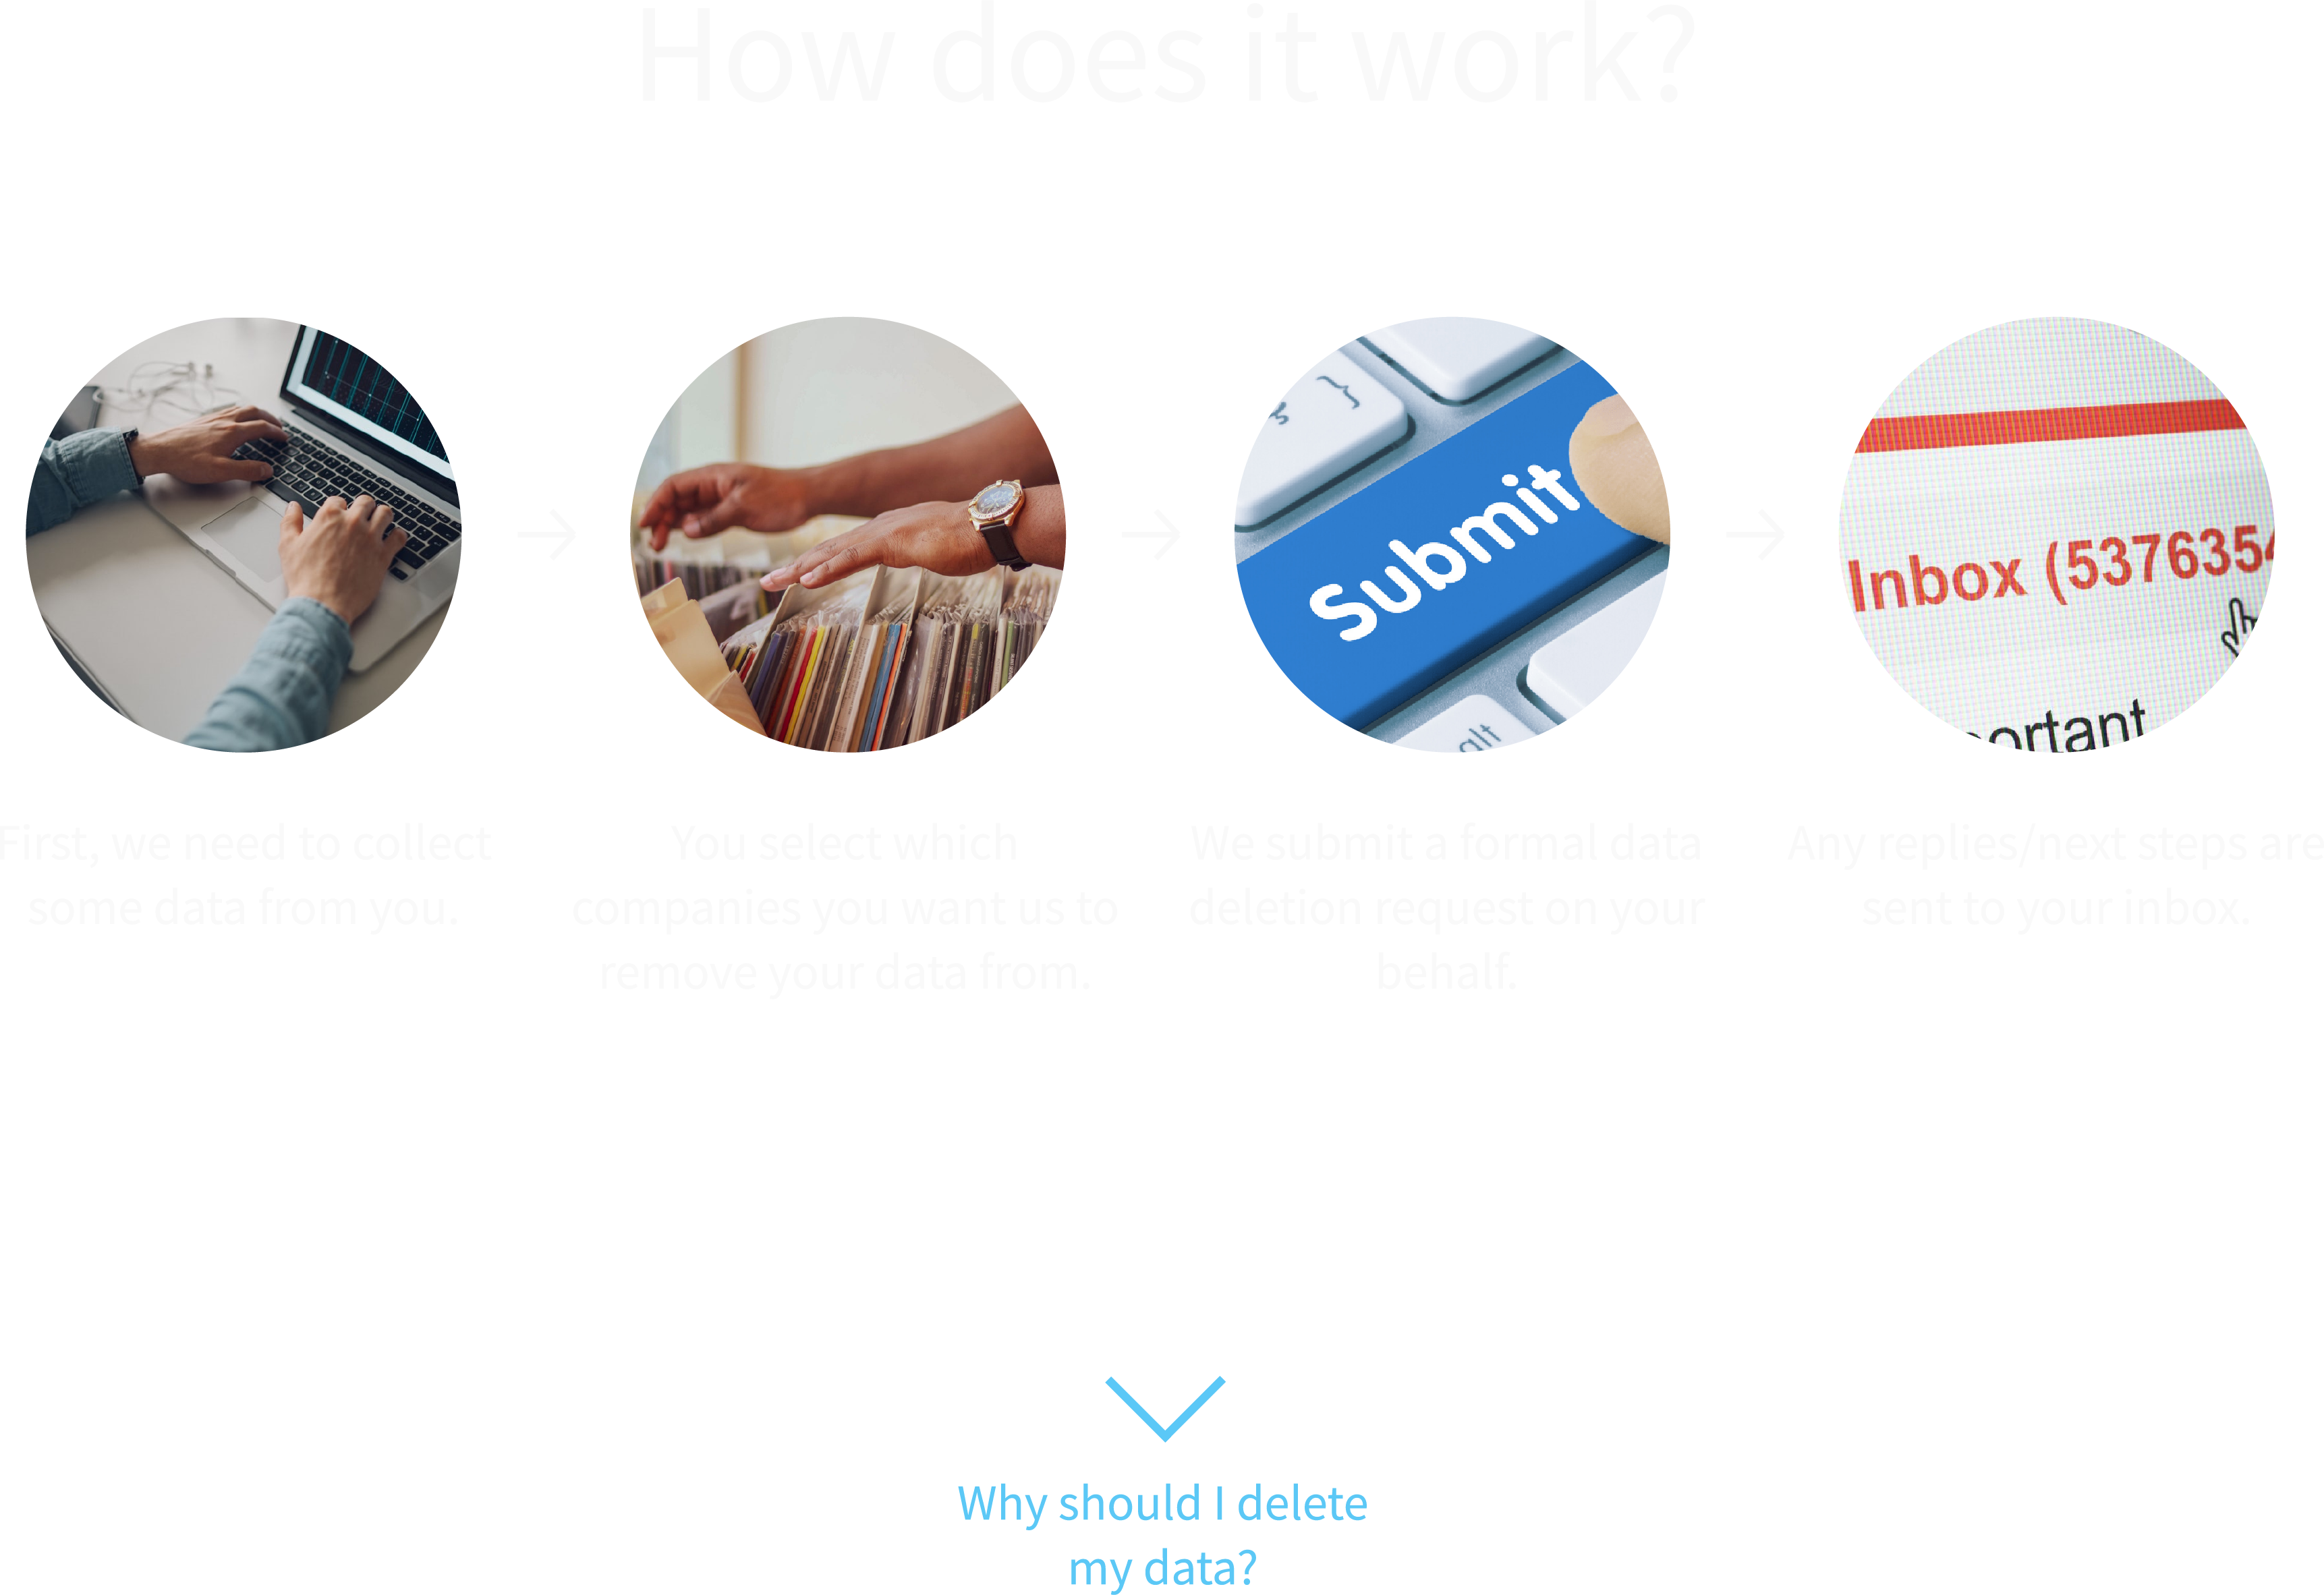 How does it work?
Submit
alt
Inbox (537635
First, we need to collect
some data from you.
You select which
companies you want us to
remove your data from.
We submit a formal data
deletion request on your
behalf.
Any replies/next steps are
sent to your inbox.
Why should I delete
my data?